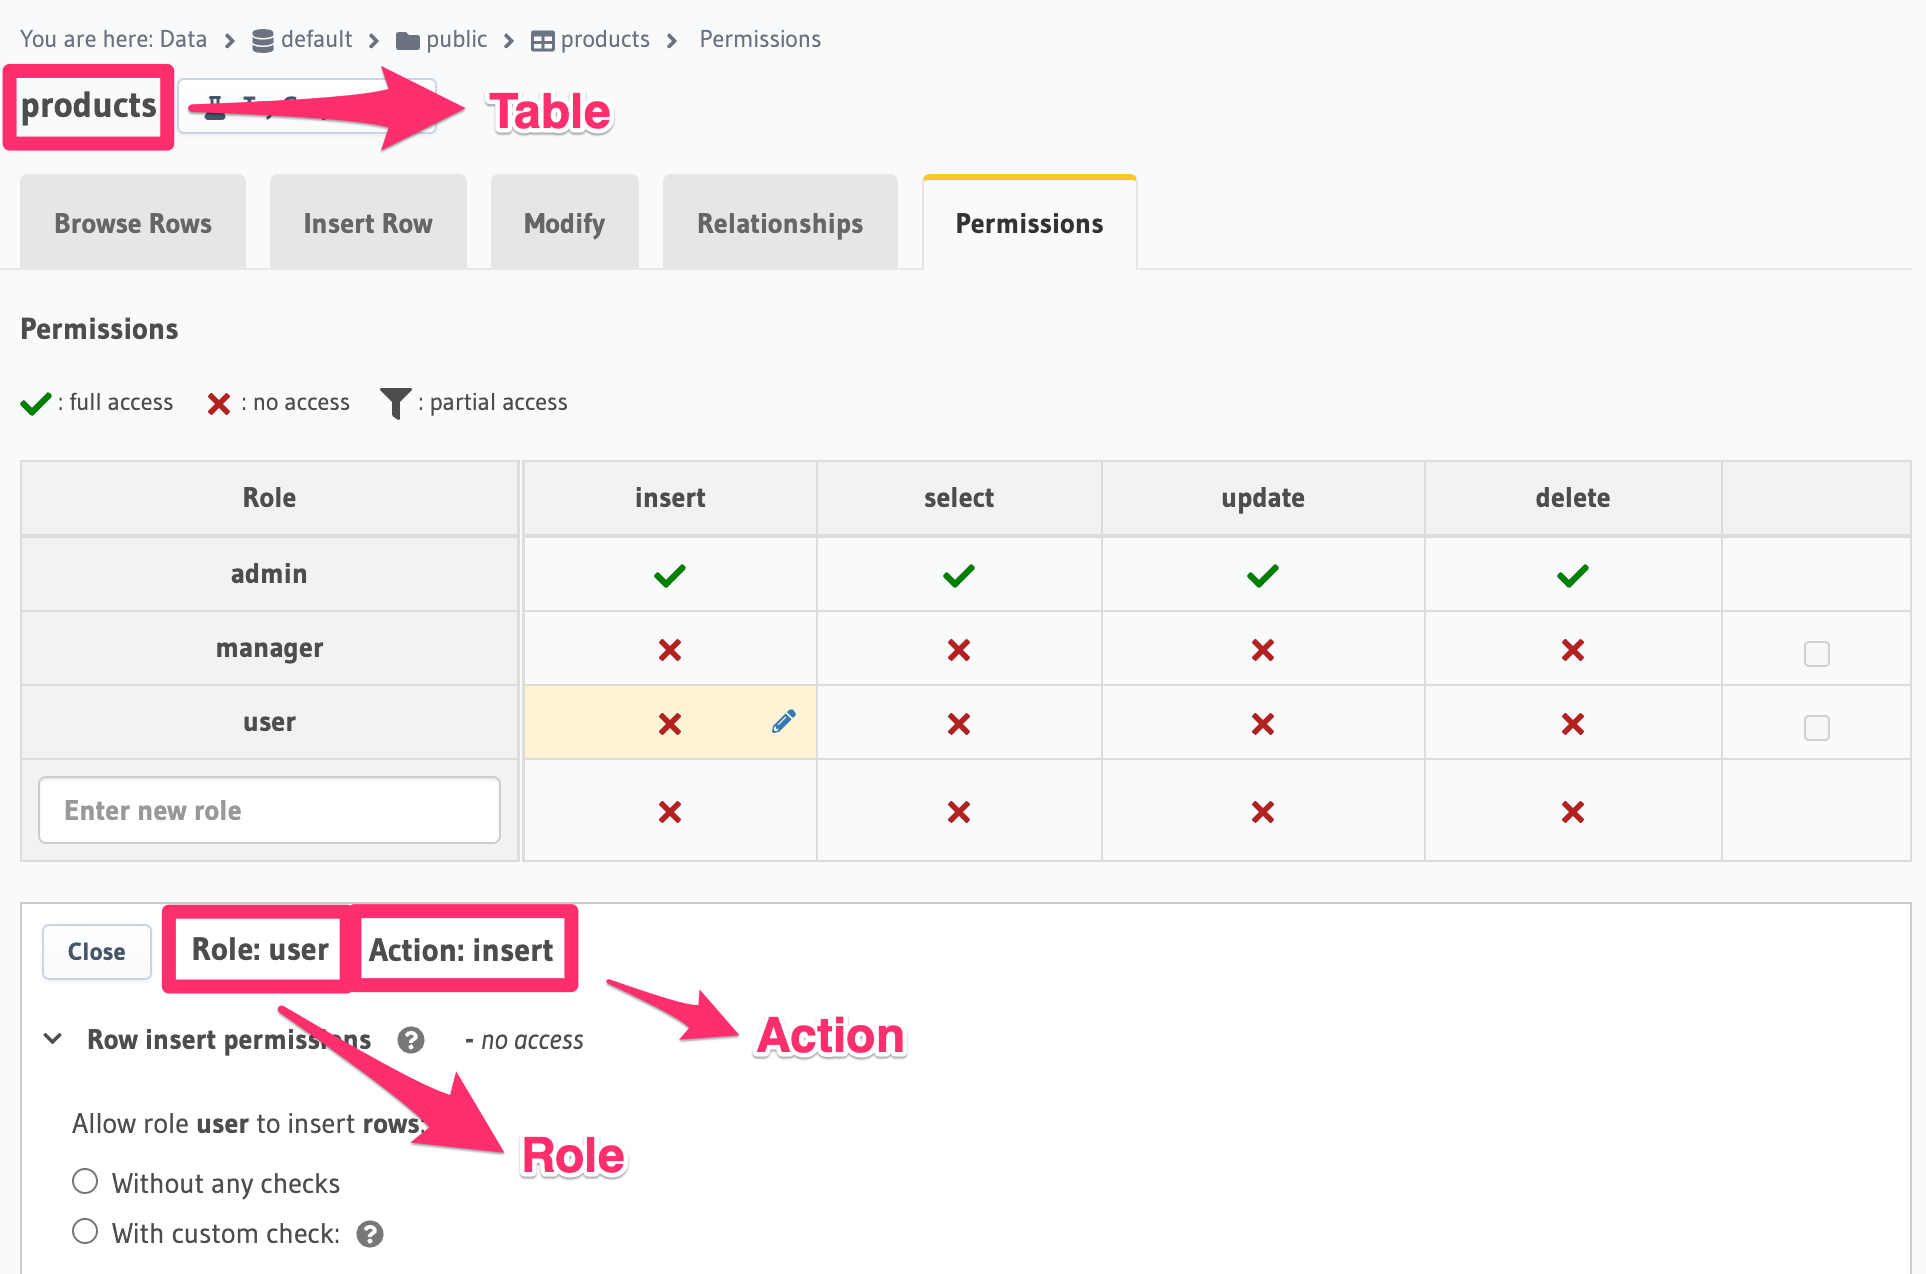 You are here: Data > default > public > products > Permissions
products Table
Browse Rows Insert Row Modify Relationships Permissions
Permissions
: full access : no access : partial access
Role insert select update delete
admin
manager
user
Enter new role
Close Role: user Action: insert
Row insert permissions ? - no access Action
Allow role user to insert rows:
Role
Without any checks
With custom check: ?